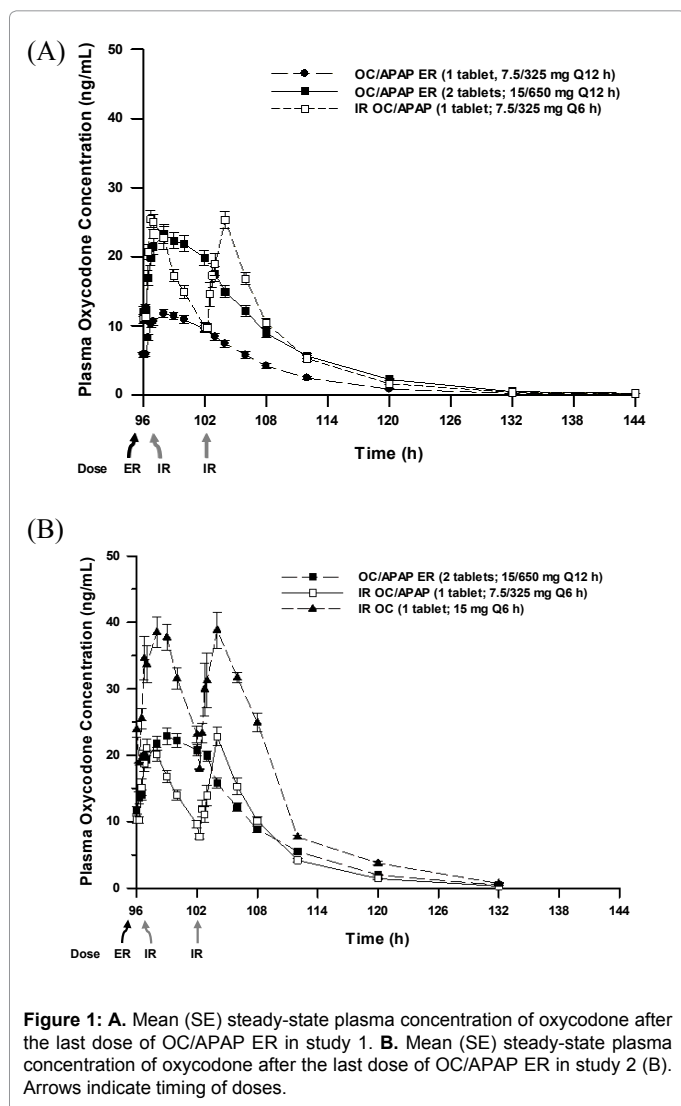 (A)
50
40
30
20
10
0
Plasma Oxycodone Concentration (ng/mL)
OC/APAP ER (1 tablet, 7.5/325 mg Q12 h)
OC/APAP ER (2 tablets; 15/650 mg Q12 h)
IR OC/APAP (1 tablet; 7.5/325 mg Q6 h)
96 102 108 114 120 126 132 138 144
Time (h)
Dose ER IR IR
(B)
50
40
30
20
10
0
Plasma Oxycodone Concentration (ng/mL)
OC/APAP ER (2 tablets; 15/650 mg Q12 h)
IR OC/APAP (1 tablet; 7.5/325 mg Q6 h)
IR OC (1 tablet; 15 mg Q6 h)
96 102 108 114 120 126 132 138 144
Time (h)
Dose ER IR IR
Figure 1: A. Mean (SE) steady-state plasma concentration of oxycodone after
the last dose of OC/APAP ER in study 1. B. Mean (SE) steady-state plasma
concentration of oxycodone after the last dose of OC/APAP ER in study 2 (B).
Arrows indicate timing of doses.